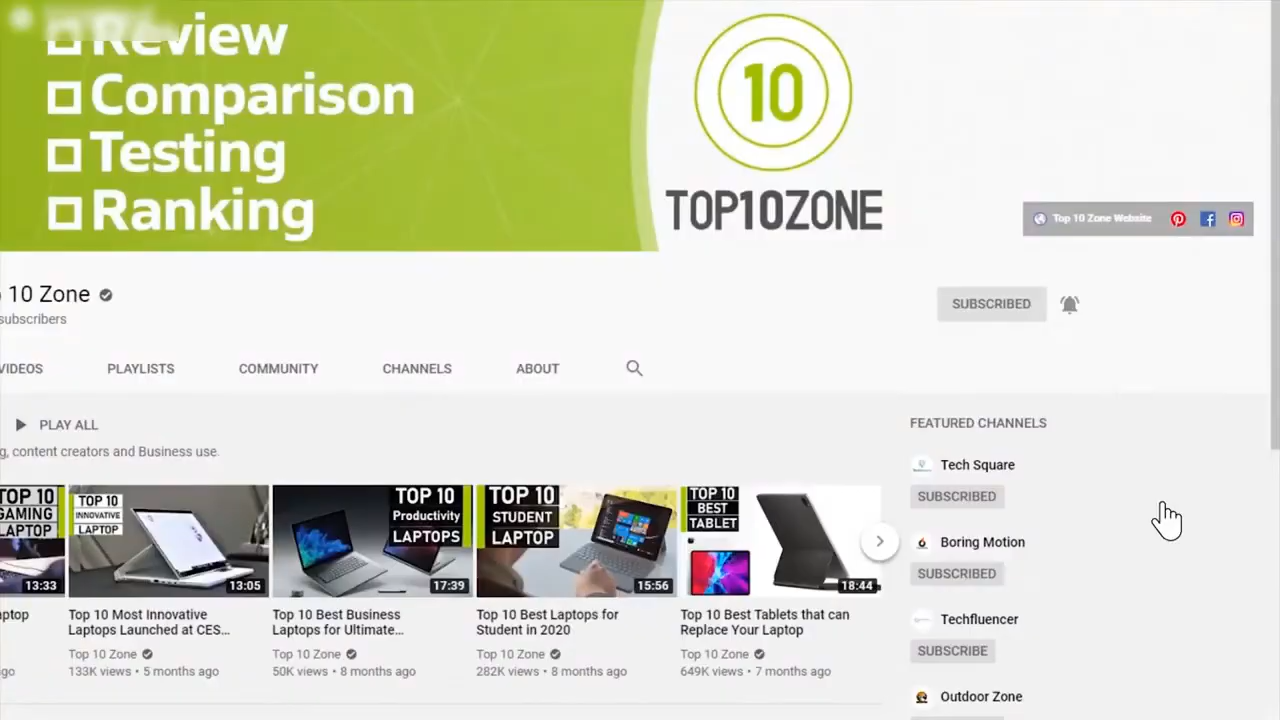 Review
Comparison
Testing
Ranking
10
TOP10ZONE
Top 10 Zone Website
10 Zone
subscribers
VIDEOS
PLAYLISTS
COMMUNITY
CHANNELS
ABOUT
PLAY ALL
g, content creators and Business use.
FEATURED CHANNELS
Tech Square
SUBSCRIBED
Boring Motion
SUBSCRIBED
Techfluencer
SUBSCRIBE
Outdoor Zone
SUBSCRIBED
TOP 10
GAMING
LAPTOP
13:33
TOP 10
INNOVATIVE
LAPTOP
13:05
TOP 10
Productivity
LAPTOPS
17:39
TOP 10
STUDENT
LAPTOP
15:56
TOP 10
BEST
TABLET
18:44
aptop
ago
Top 10 Most Innovative
Laptops Launched at CES...
Top 10 Zone
133K views • 5 months ago
Top 10 Best Business
Laptops for Ultimate...
Top 10 Zone
50K views • 8 months ago
Top 10 Best Laptops for
Student in 2020
Top 10 Zone
282K views • 8 months ago
Top 10 Best Tablets that can
Replace Your Laptop
Top 10 Zone
649K views • 7 months ago